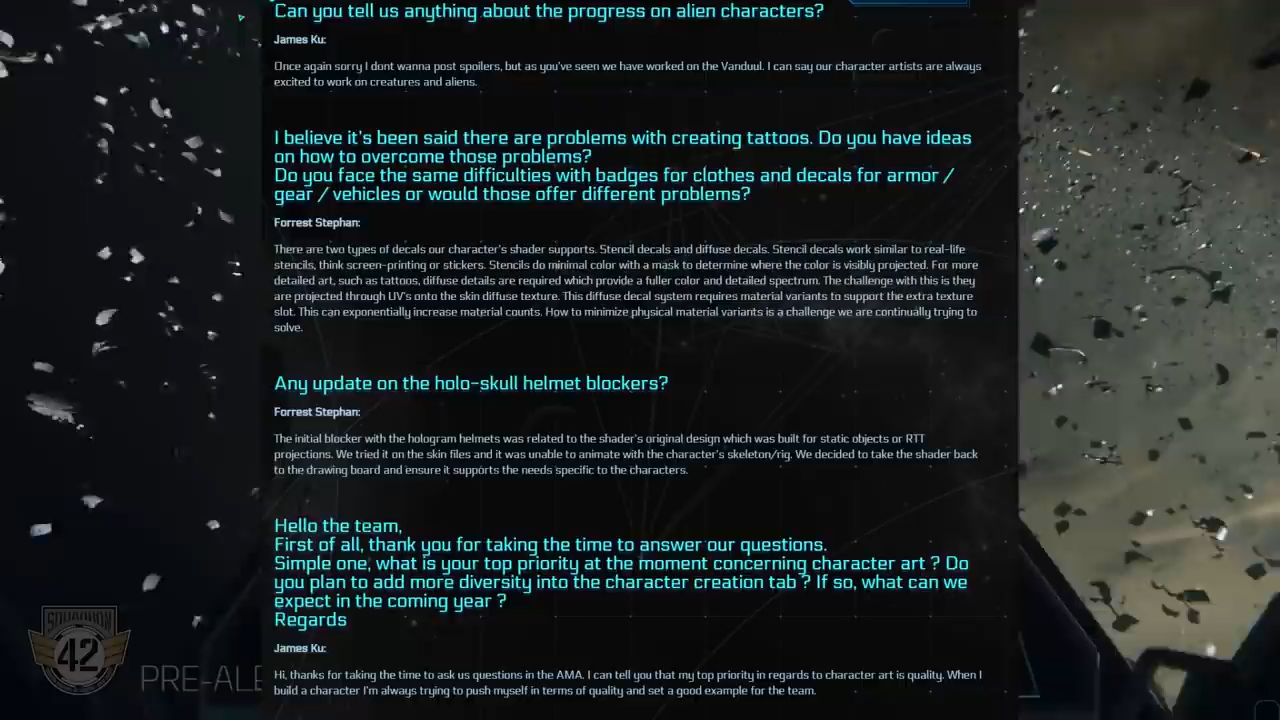 Can you tell us anything about the progress on alien characters?
James Ku:
Once again sorry I dont wanna post spoilers, but as you've seen we have worked on the Vanduul. I can say our character artists are always
excited to work on creatures and aliens.
I believe it's been said there are problems with creating tattoos. Do you have ideas
on how to overcome those problems?
Do you face the same difficulties with badges for clothes and decals for armor /
gear / vehicles or would those offer different problems?
Forrest Stephan:
There are two types of decals our character's shader supports. Stencil decals and diffuse decals. Stencil decals work similar to real-life
stencils, think screen-printing or stickers. Stencils do minimal color with a mask to determine where the color is visibly projected. For more
detailed art, such as tattoos, diffuse details are required which provide a fuller color and detailed spectrum. The challenge with this is they
are projected through UV's onto the skin diffuse texture. This diffuse decal system requires material variants to support the extra texture
slot. This can exponentially increase material counts. How to minimize physical material variants is a challenge we are continually trying to
solve.
Any update on the holo-skull helmet blockers?
Forrest Stephan:
The initial blocker with the hologram helmets was related to the shader's original design which was built for static objects or RTT
projections. We tried it on the skin files and it was unable to animate with the character's skeleton/rig. We decided to take the shader back
to the drawing board and ensure it supports the needs specific to the characters.
Hello the team,
First of all, thank you for taking the time to answer our questions.
Simple one, what is your top priority at the moment concerning character art ? Do
you plan to add more diversity into the character creation tab ? If so, what can we
expect in the coming year ?
Regards
James Ku:
Hi, thanks for taking the time to ask us questions in the AMA. I can tell you that my top priority in regards to character art is quality. When I
build a character I'm always trying to push myself in terms of quality and set a good example for the team.
SQUADRON
42
PRE-ALE